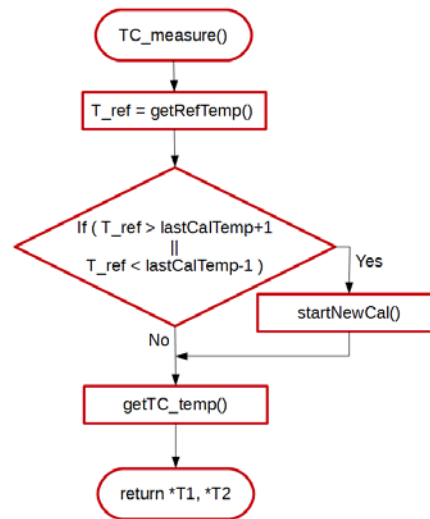 TC_measure()
T_ref = getRefTemp()
If ( T_ref > lastCalTemp+1
||
T_ref < lastCalTemp-1 )
Yes
startNewCal()
No
getTC_temp()
return *T1, *T2